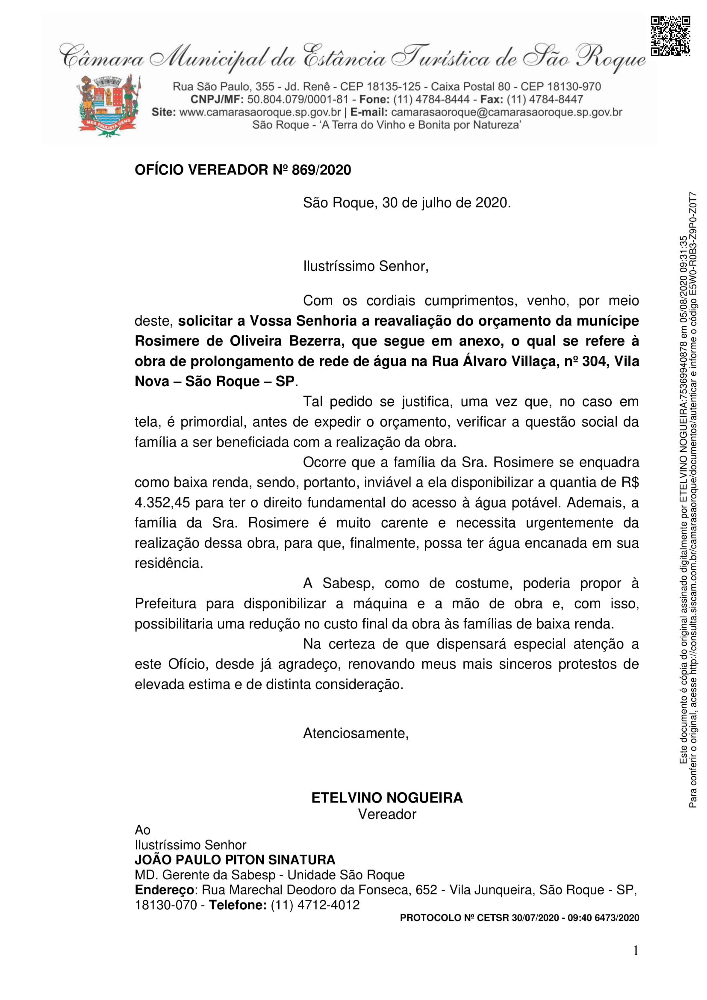 Câmara Municipal da Estância Turística de São Roque
Rua São Paulo, 355 - Jd. Renê - CEP 18135-125 - Caixa Postal 80 - CEP 18130-970
CNPJ/MF: 50.804.079/0001-81 - Fone: (11) 4784-8444 - Fax: (11) 4784-8447
Site: www.camarasaoroque.sp.gov.br | E-mail: camarasaoroque@camarasaoroque.sp.gov.br
São Roque - ‘A Terra do Vinho e Bonita por Natureza’
MEA PAULISTA GENS
OFÍCIO VEREADOR Nº 869/2020
São Roque, 30 de julho de 2020.
Ilustríssimo Senhor,
Com os cordiais cumprimentos, venho, por meio
deste, solicitar a Vossa Senhoria a reavaliação do orçamento da munícipe
Rosimere de Oliveira Bezerra, que segue em anexo, o qual se refere à
obra de prolongamento de rede de água na Rua Álvaro Villaça, nº 304, Vila
Nova – São Roque – SP.
Tal pedido se justifica, uma vez que, no caso em
tela, é primordial, antes de expedir o orçamento, verificar a questão social da
família a ser beneficiada com a realização da obra.
Ocorre que a família da Sra. Rosimere se enquadra
como baixa renda, sendo, portanto, inviável a ela disponibilizar a quantia de R$
4.352,45 para ter o direito fundamental do acesso à água potável. Ademais, a
família da Sra. Rosimere é muito carente e necessita urgentemente da
realização dessa obra, para que, finalmente, possa ter água encanada em sua
residência.
A Sabesp, como de costume, poderia propor à
Prefeitura para disponibilizar a máquina e a mão de obra e, com isso,
possibilitaria uma redução no custo final da obra às famílias de baixa renda.
Na certeza de que dispensará especial atenção a
este Ofício, desde já agradeço, renovando meus mais sinceros protestos de
elevada estima e de distinta consideração.
Atenciosamente,
ETELVINO NOGUEIRA
Vereador
Ao
Ilustríssimo Senhor
JOÃO PAULO PITON SINATURA
MD. Gerente da Sabesp - Unidade São Roque
Endereço: Rua Marechal Deodoro da Fonseca, 652 - Vila Junqueira, São Roque - SP,
18130-070 - Telefone: (11) 4712-4012
PROTOCOLO Nº CETSR 30/07/2020 - 09:40 6473/2020
1
Este documento é cópia do original assinado digitalmente por ETELVINO NOGUEIRA:75369940878 em 05/08/2020 09:31:35
Para conferir o original, acesse http://consulta.siscam.com.br/camarasaoroque/documentos/autenticar e informe o código E5W0-R0B3-Z9P0-Z0T7